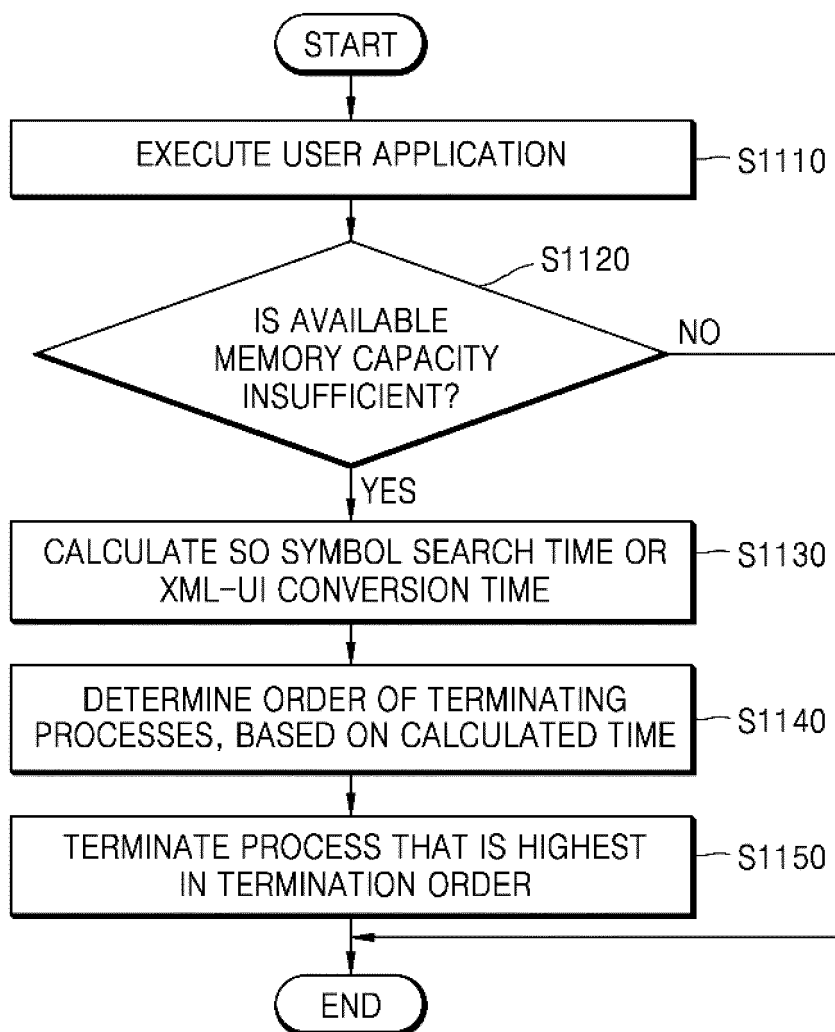 START
EXECUTE USER APPLICATION
S1110
S1120
IS AVAILABLE
MEMORY CAPACITY
INSUFFICIENT?
NO
YES
CALCULATE SO SYMBOL SEARCH TIME OR
XML-UI CONVERSION TIME
S1130
DETERMINE ORDER OF TERMINATING
PROCESSES, BASED ON CALCULATED TIME
S1140
TERMINATE PROCESS THAT IS HIGHEST
IN TERMINATION ORDER
S1150
END